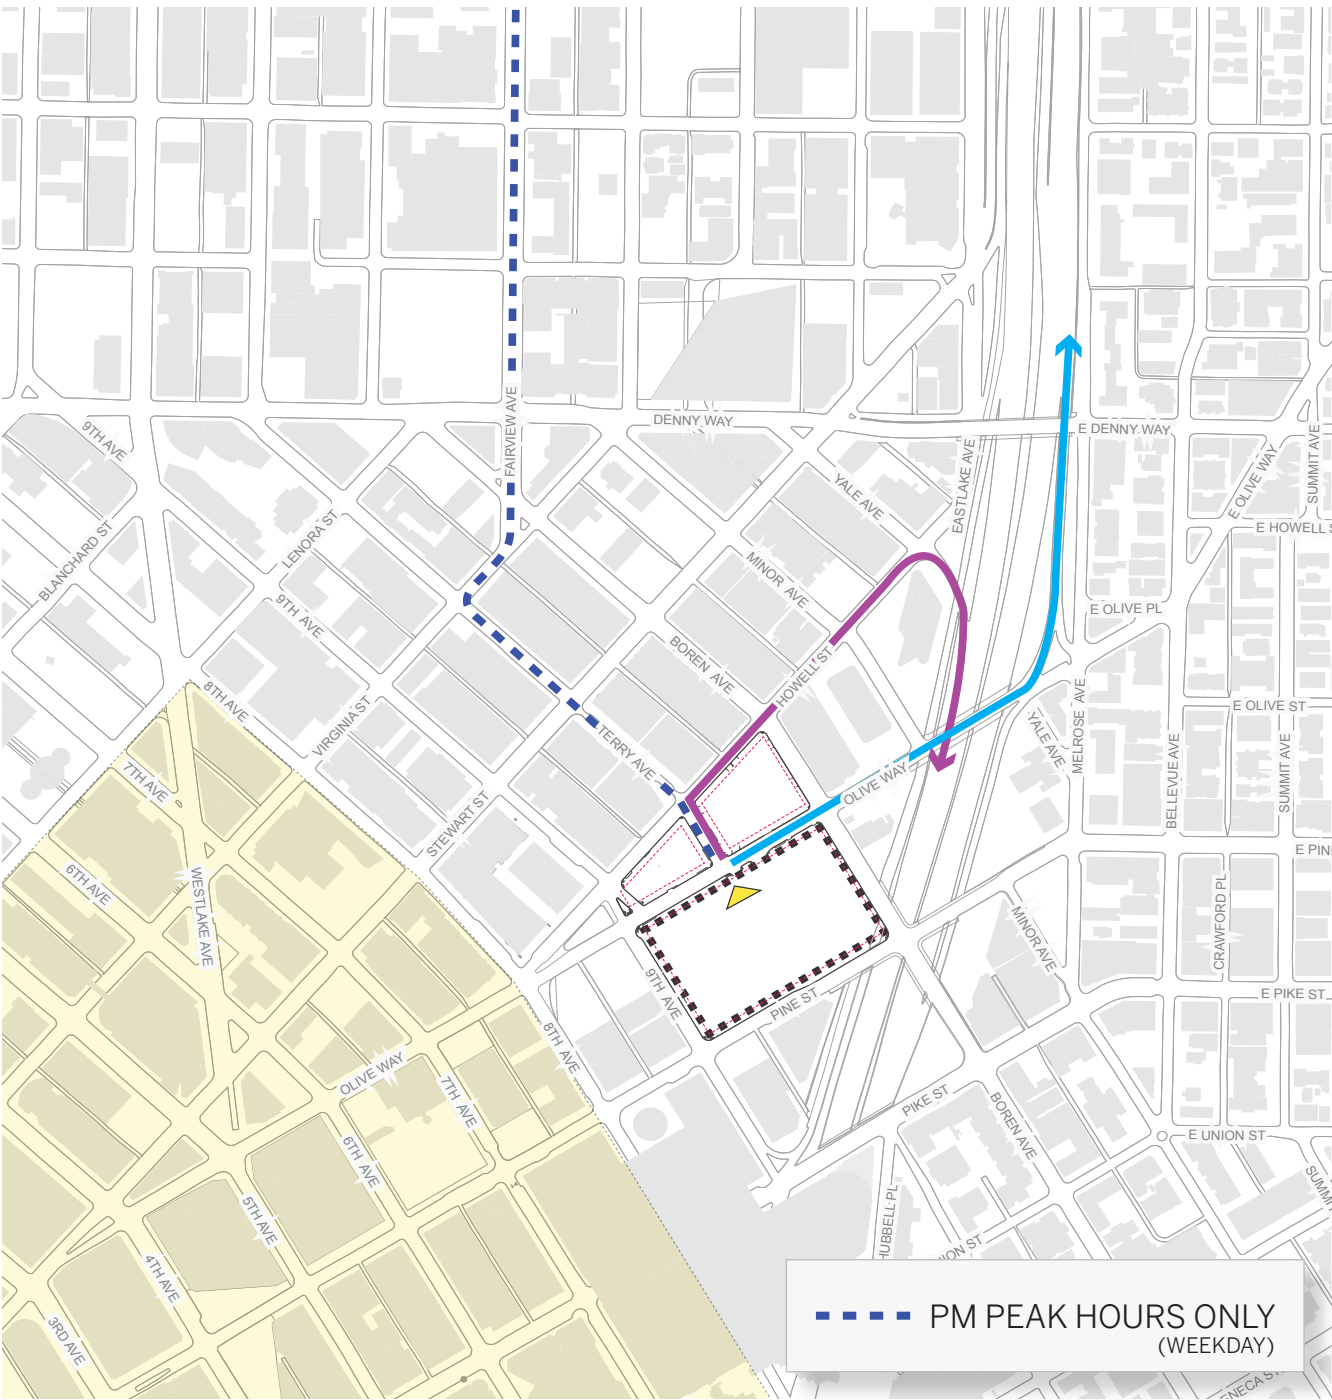 FAIRVIEW AVE
DENNY WAY
E DENNY WAY
9TH AVE
YALE AVE
EASTLAKE AVE
E OLIVE WAY
SUMMIT AVE
LENORA ST
BLANCHARD ST
E HOWELL S
MINOR AVE
9TH AVE
E OLIVE PL
BOREN AVE
HOWELL ST
8TH AVE
VIRGINIA ST
MELROSE AVE
E OLIVE ST
TERRY AVE
YALE AVE
7TH AVE
OLIVE WAY
BELLEVUE AVE
SUMMIT AVE
STEWART ST
E PIN
6TH AVE
WESTLAKE AVE
CRAWFORD PL
MINOR AVE
9TH AVE
PINE ST
E PIKE ST
8TH AVE
OLIVE WAY
7TH AVE
PIKE ST
BOREN AVE
E UNION ST
6TH AVE
SUMM
5TH AVE
HUBBELL PL
ION ST
4TH AVE
3RD AVE
PM PEAK HOURS ONLY
(WEEKDAY)
ENECA ST